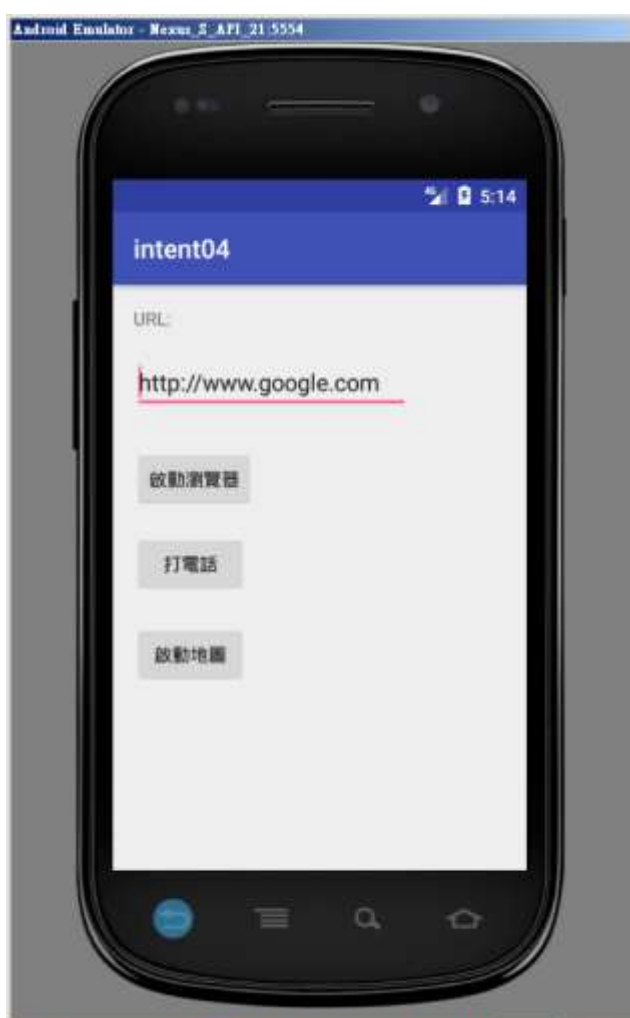 Android Emulator - Nexus_S_API_21:5554
4G 5:14
intent04
URL:
http://www.google.com
啟動瀏覽器
打電話
啟動地圖